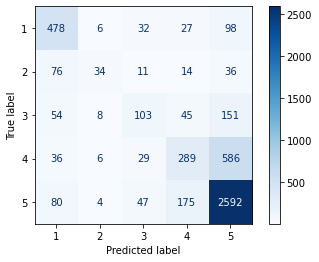 1 478 6 32 27 98
2 76 34 11 14 36
3 54 8 103 45 151
4 36 6 29 289 586
5 80 4 47 175 2592
1 2 3 4 5
Predicted label
True label
2500
2000
1500
1000
500